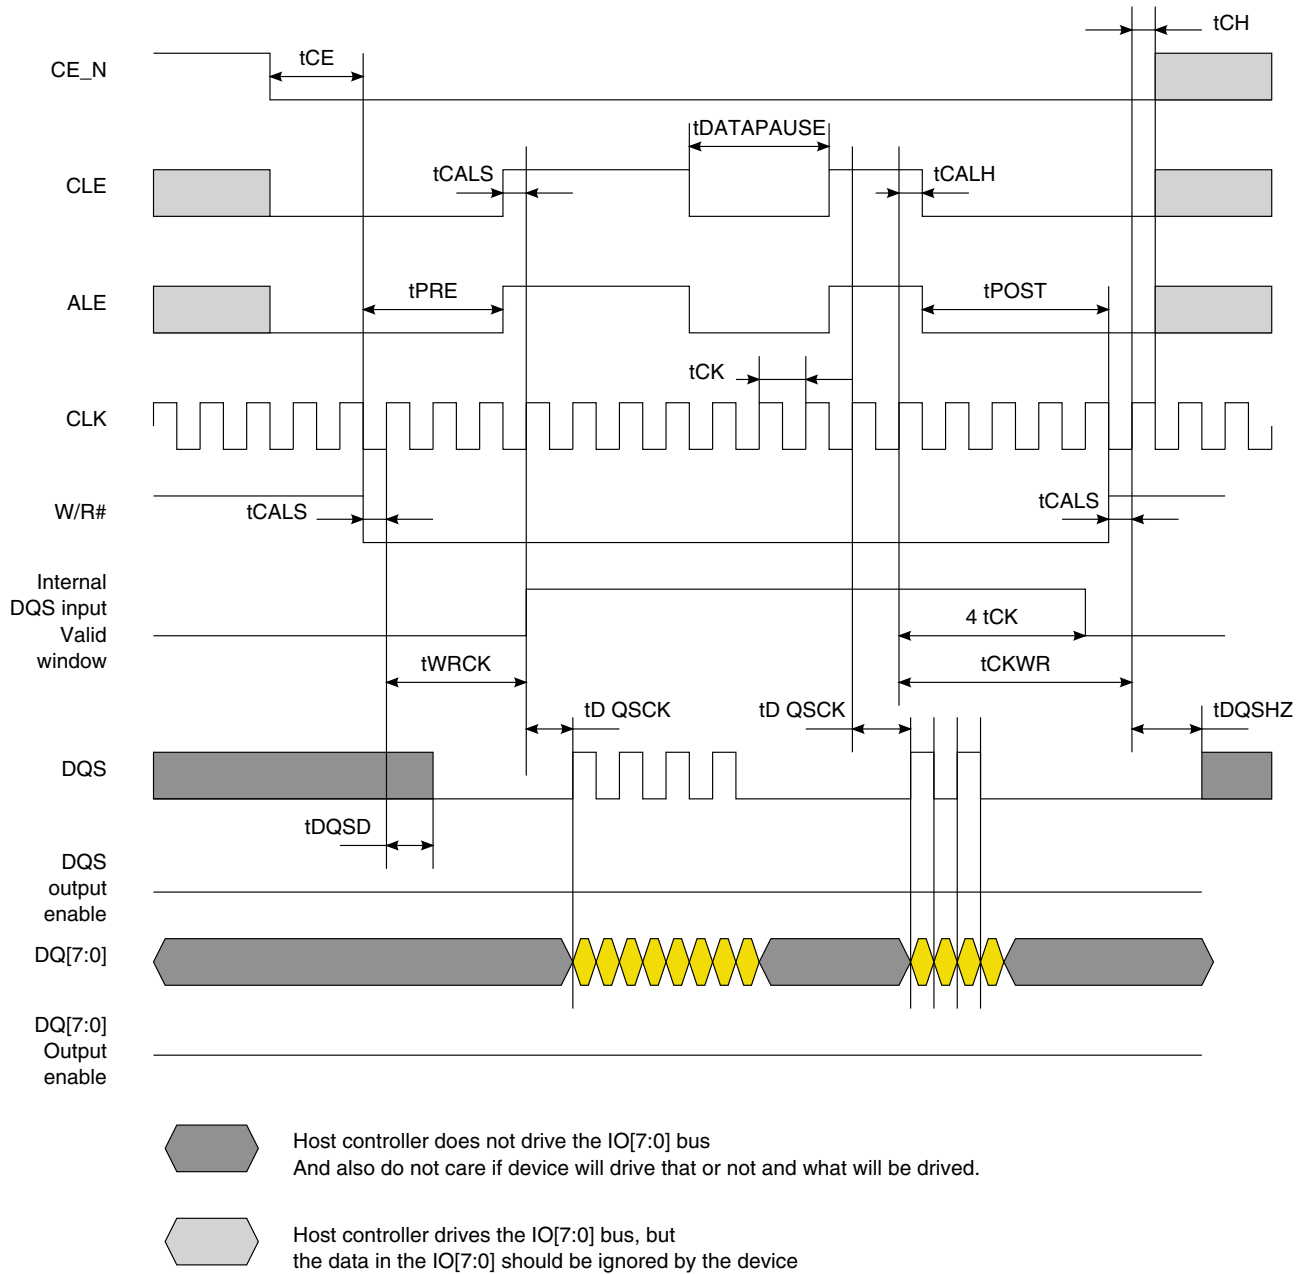 tCH
tCE
CE_N
tDATAPAUSE
tCALS
tCALH
CLE
tPRE
tPOST
ALE
tCK
CLK
tCALS
tCALS
W/R#
Internal
DQS input
Valid
window
4 tCK
tWRCK
tCKWR
tD QSCK
tD QSCK
tDQSHZ
DQS
tDQSD
DQS
output
enable
DQ[7:0]
DQ[7:0]
Output
enable
Host controller does not drive the IO[7:0] bus
And also do not care if device will drive that or not and what will be drived.
Host controller drives the IO[7:0] bus, but
the data in the IO[7:0] should be ignored by the device